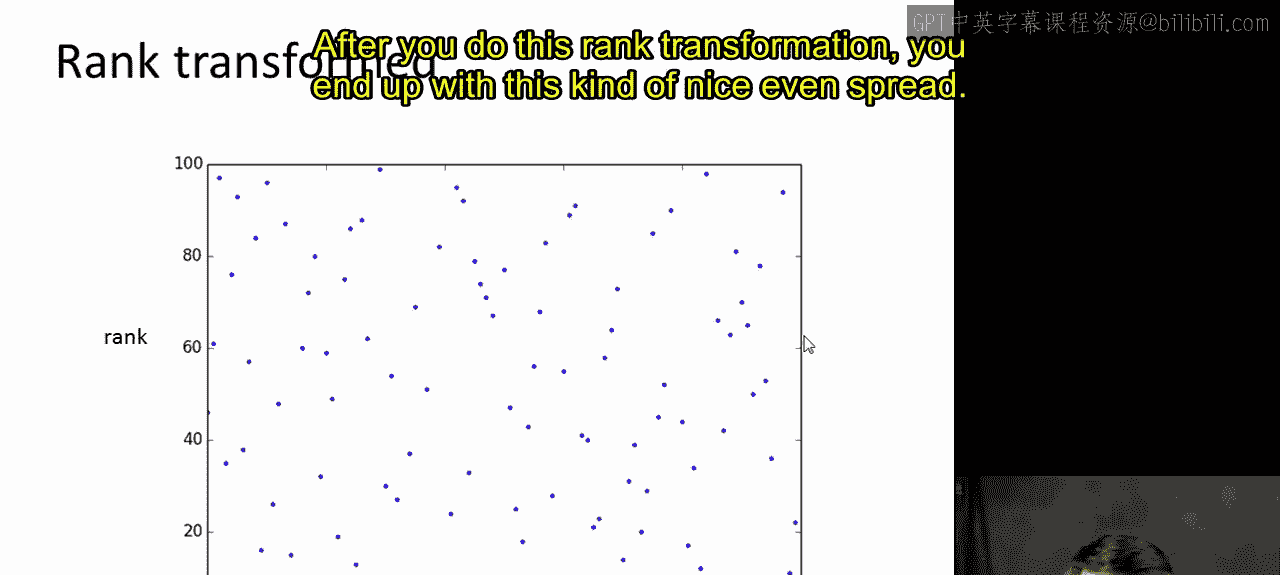 GPT中英字幕课程资源@bilibili.com
Rank transformed
After you do this rank transformation, you
end up with this kind of nice even spread.
100
80
rank
60
40
20